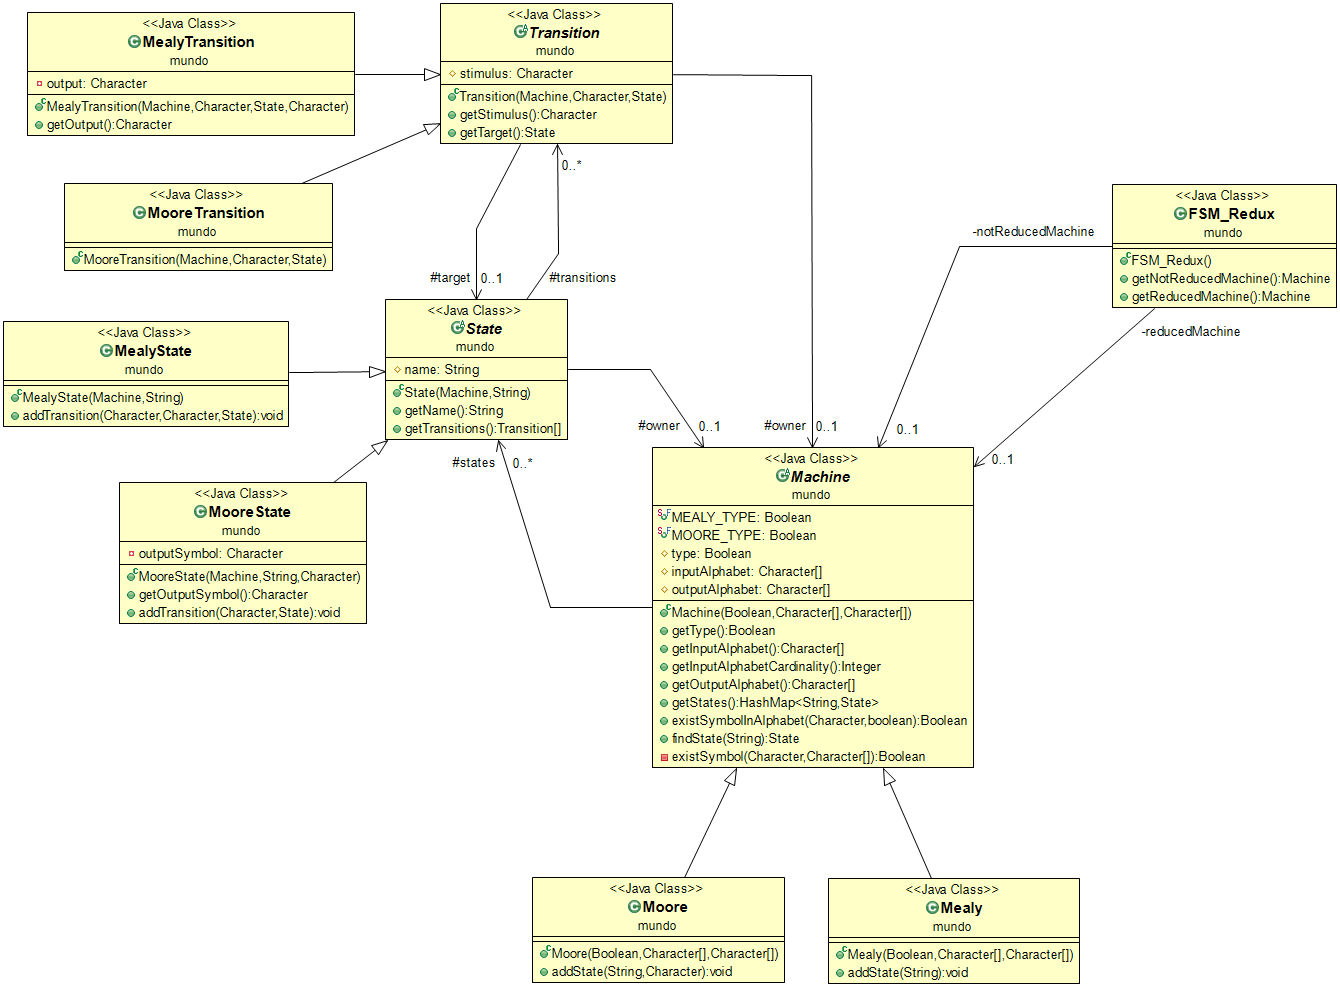 <<Java Class>>
MealyTransition
mundo
output: Character
MealyTransition(Machine,Character,State,Character)
getOutput():Character
<<Java Class>>
Transition
mundo
stimulus: Character
Transition(Machine,Character,State)
getStimulus():Character
getTarget():State
<<Java Class>>
MooreTransition
mundo
MooreTransition(Machine,Character,State)
<<Java Class>>
FSM_Redux
mundo
FSM_Redux()
getNotReducedMachine():Machine
getReducedMachine():Machine
0..*
-notReducedMachine
#target
0..1
#transitions
-reducedMachine
<<Java Class>>
MealyState
mundo
MealyState(Machine,String)
addTransition(Character,Character,State):void
<<Java Class>>
State
mundo
name: String
State(Machine,String)
getName():String
getTransitions():Transition[]
#owner
0..1
#owner
0..1
0..1
0..1
#states
0..*
<<Java Class>>
MooreState
mundo
outputSymbol: Character
MooreState(Machine,String,Character)
getOutputSymbol():Character
addTransition(Character,State):void
<<Java Class>>
Machine
mundo
MEALY_TYPE: Boolean
MOORE_TYPE: Boolean
type: Boolean
inputAlphabet: Character[]
outputAlphabet: Character[]
Machine(Boolean,Character[],Character[])
getType():Boolean
getInputAlphabet():Character[]
getInputAlphabetCardinality():Integer
getOutputAlphabet():Character[]
getStates():HashMap<String,State>
existSymbolInAlphabet(Character,boolean):Boolean
findState(String):State
existSymbol(Character,Character[]):Boolean
<<Java Class>>
Moore
mundo
Moore(Boolean,Character[],Character[])
addState(String,Character):void
<<Java Class>>
Mealy
mundo
Mealy(Boolean,Character[],Character[])
addState(String):void